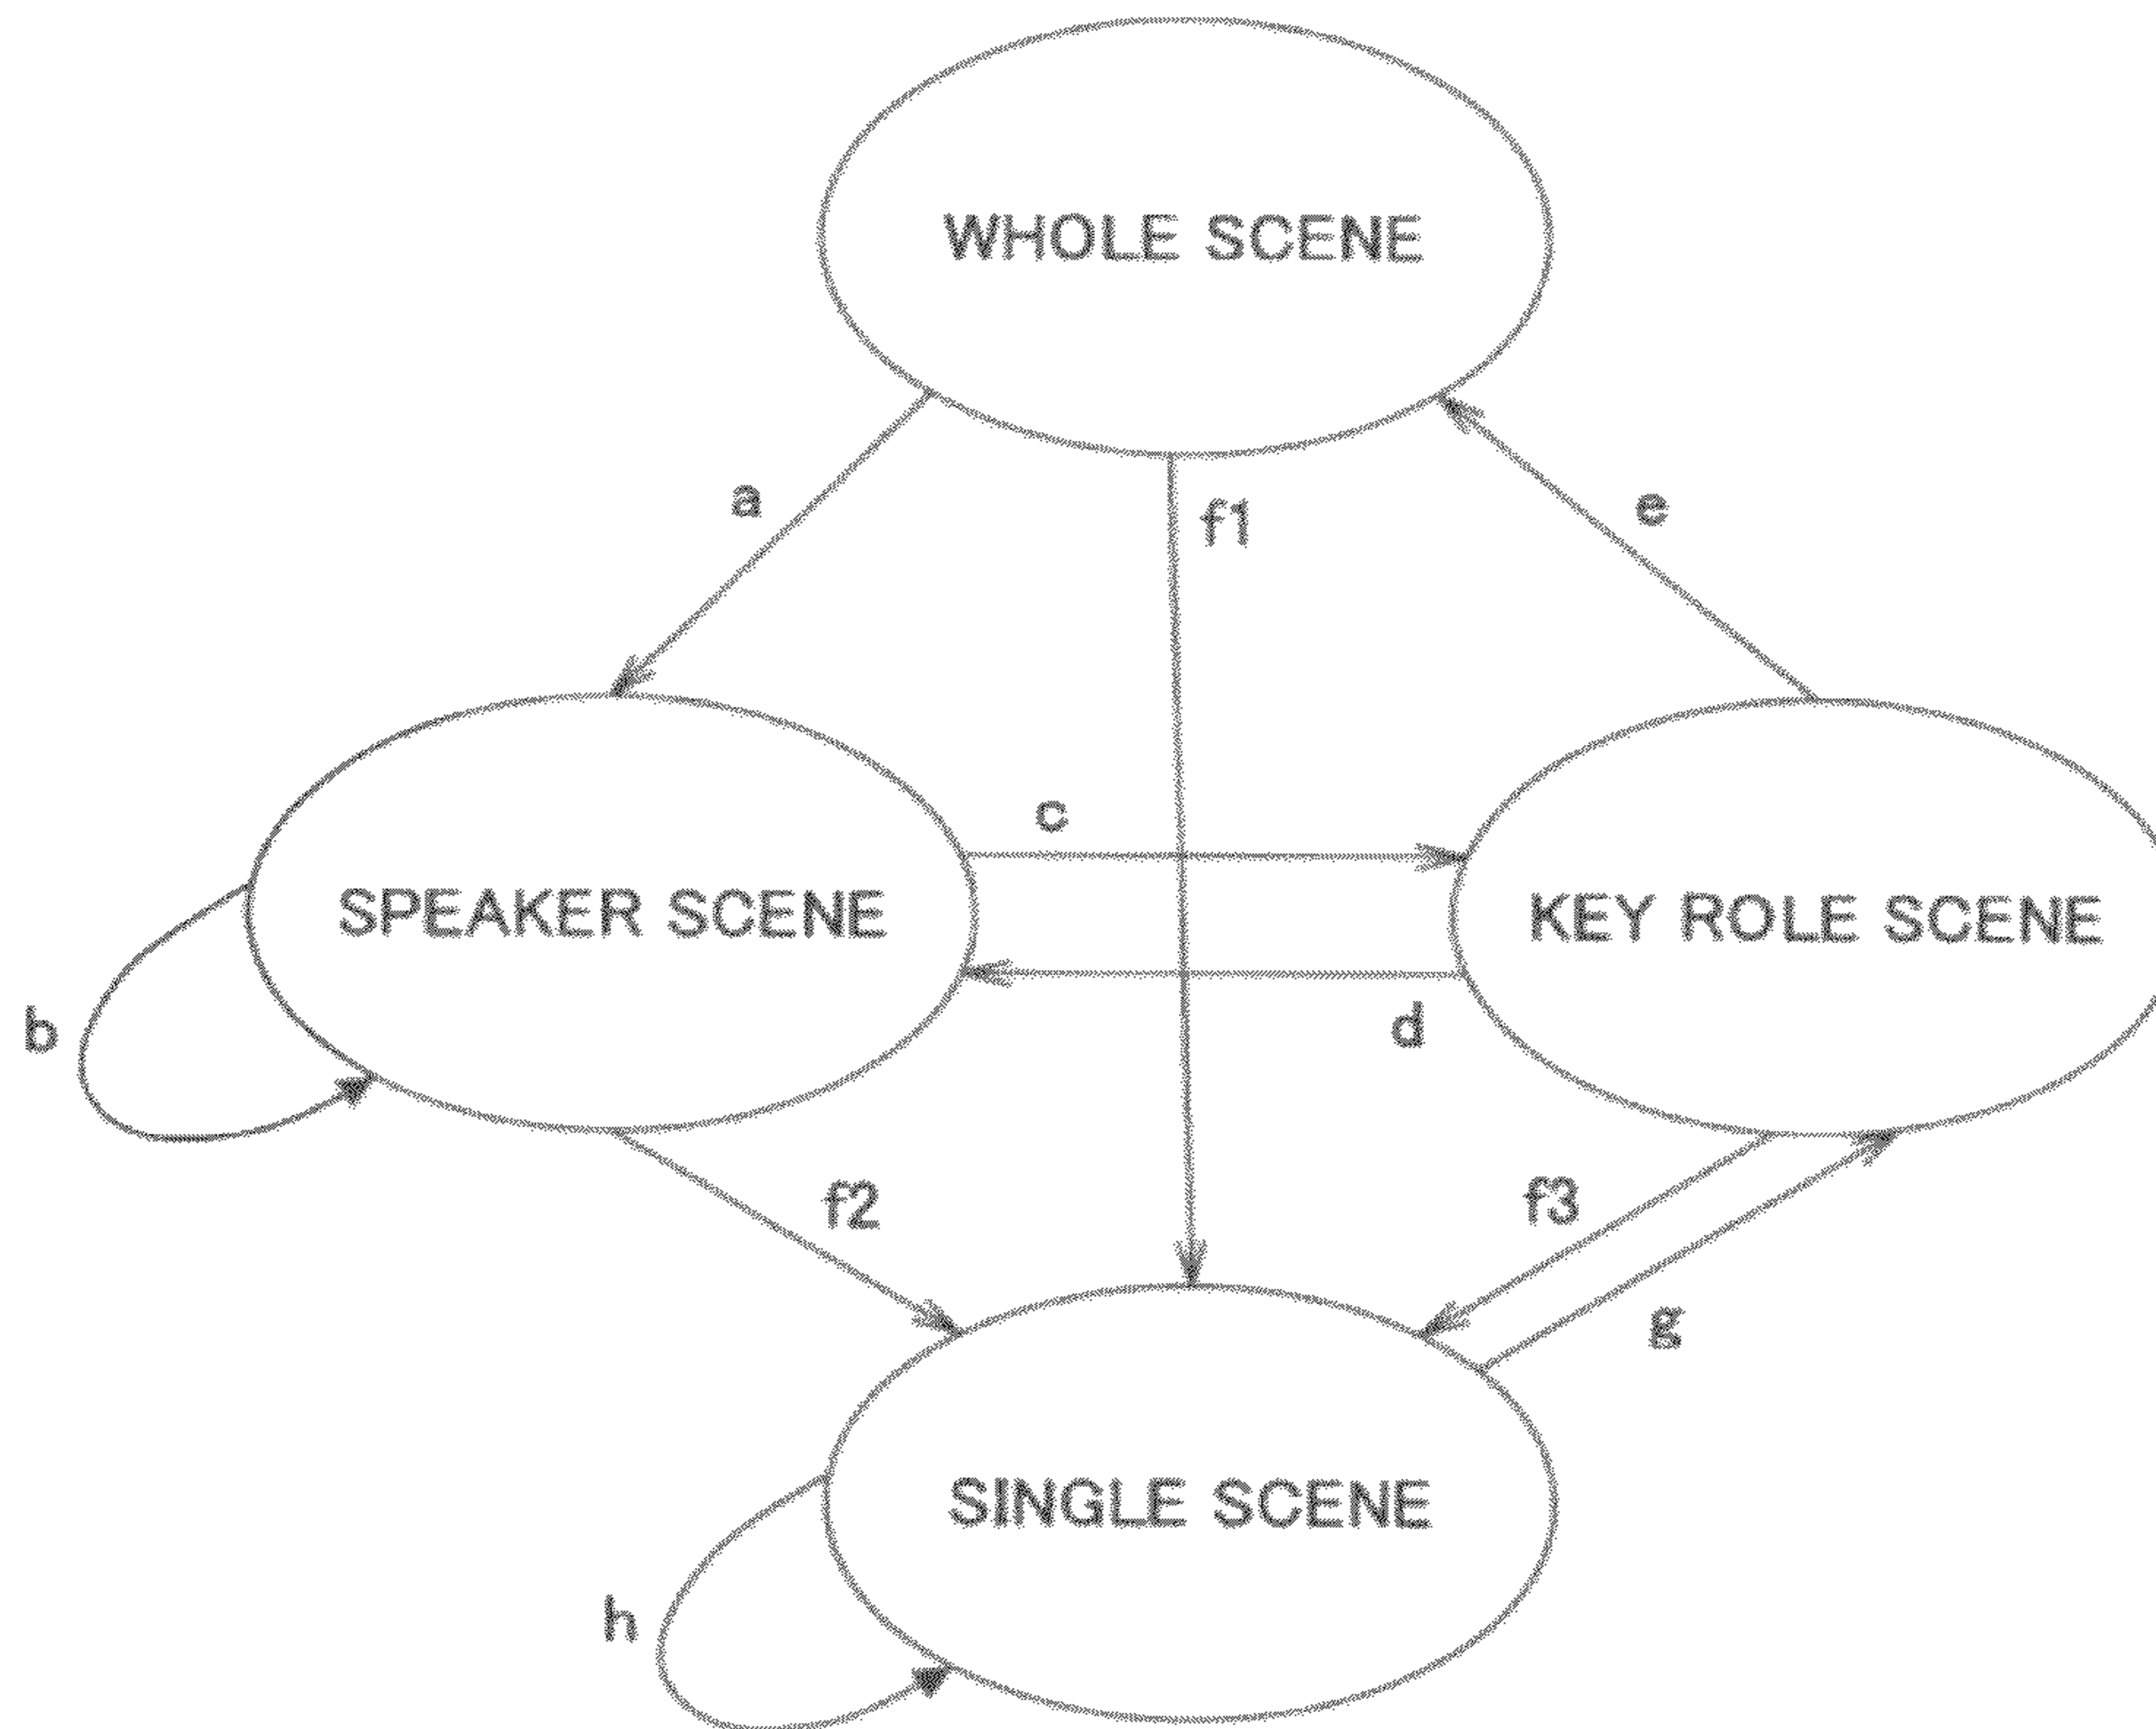 WHOLE SCENE
a
f1
e
c
SPEAKER SCENE
KEY ROLE SCENE
b
d
f2
f3
g
SINGLE SCENE
h